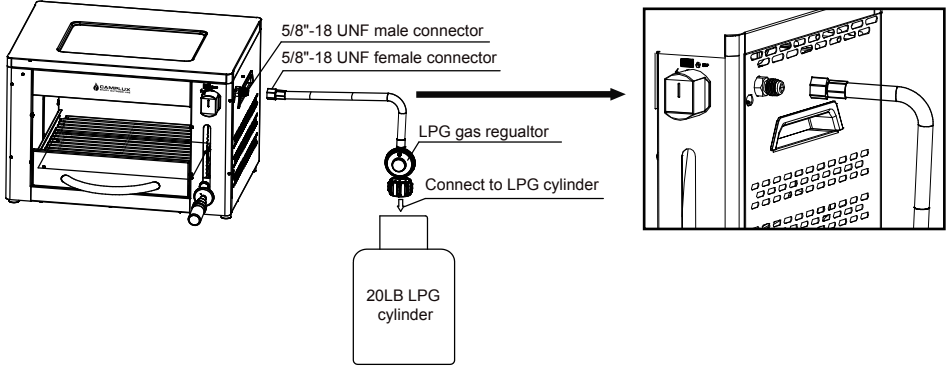 5/8"-18 UNF male connector
5/8"-18 UNF female connector
CAMPLUX
LPG gas regualtor
Connect to LPG cylinder
20LB LPG
cylinder